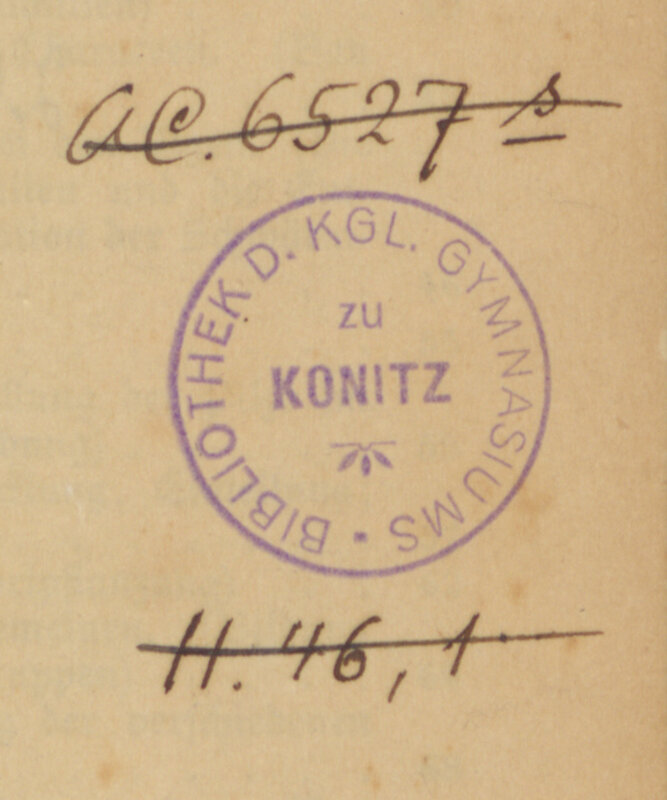 AC. 6527 s
BIBLIOTHEK D. KGL. GYMNASIUMS
zu
KONITZ
H. 46, 1